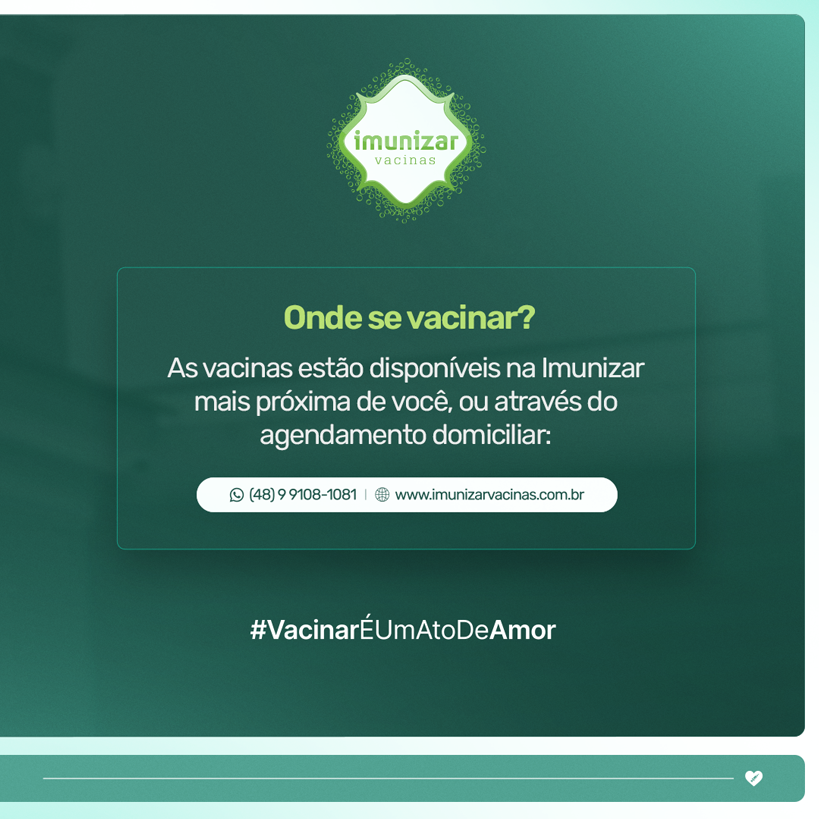 imunizar
vacinas
Onde se vacinar?
As vacinas estão disponíveis na Imunizar
mais próxima de você, ou através do
agendamento domiciliar:
(48) 9 9108-1081 | www.imunizarvacinas.com.br
#VacinarÉUmAtoDeAmor